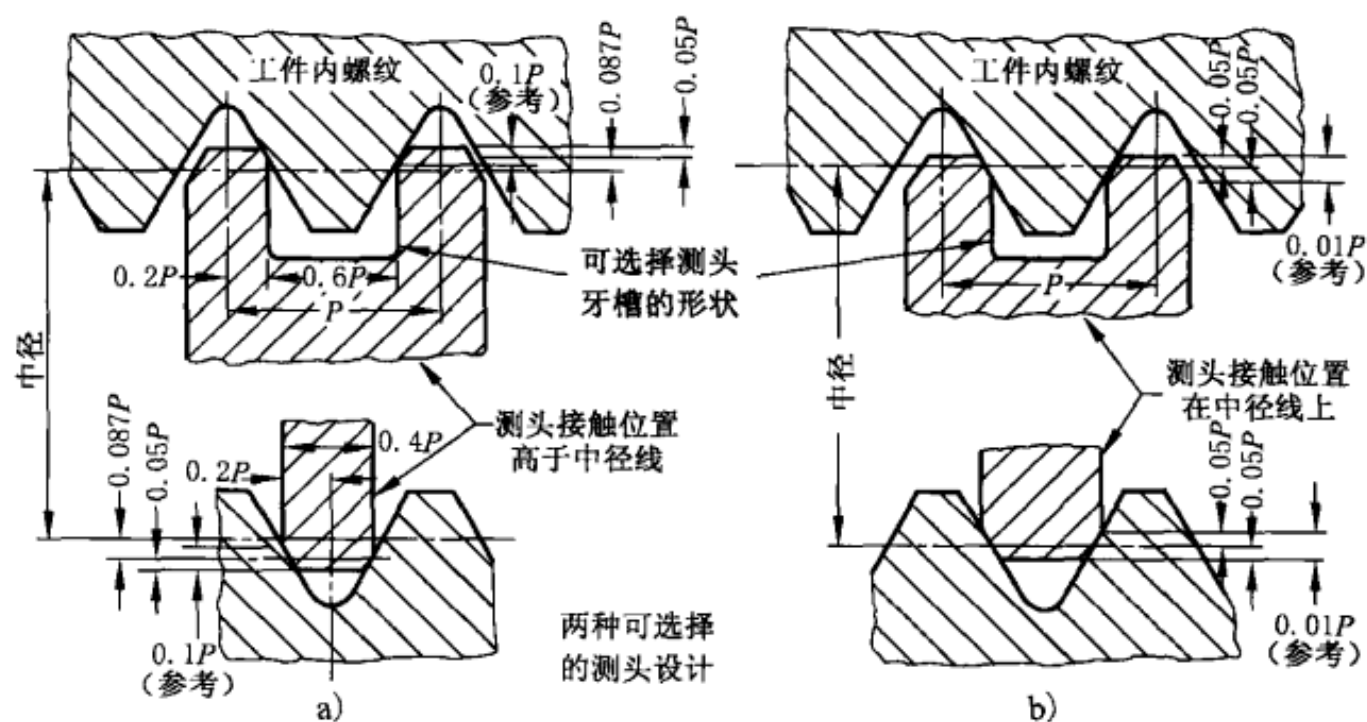 工件内螺纹
0.1P
(参考)
0.087P
0.05P
0.2P
0.6P
P
中径
可选择测头
牙槽的形状
测头接触位置
高于中径线
0.087P
0.05P
0.2P
0.4P
0.1P
(参考)
a)
两种可选择
的测头设计
工件内螺纹
0.05P
0.05P
0.01P
(参考)
P
中径
测头接触位置
在中径线上
0.05P
0.05P
0.01P
(参考)
b)